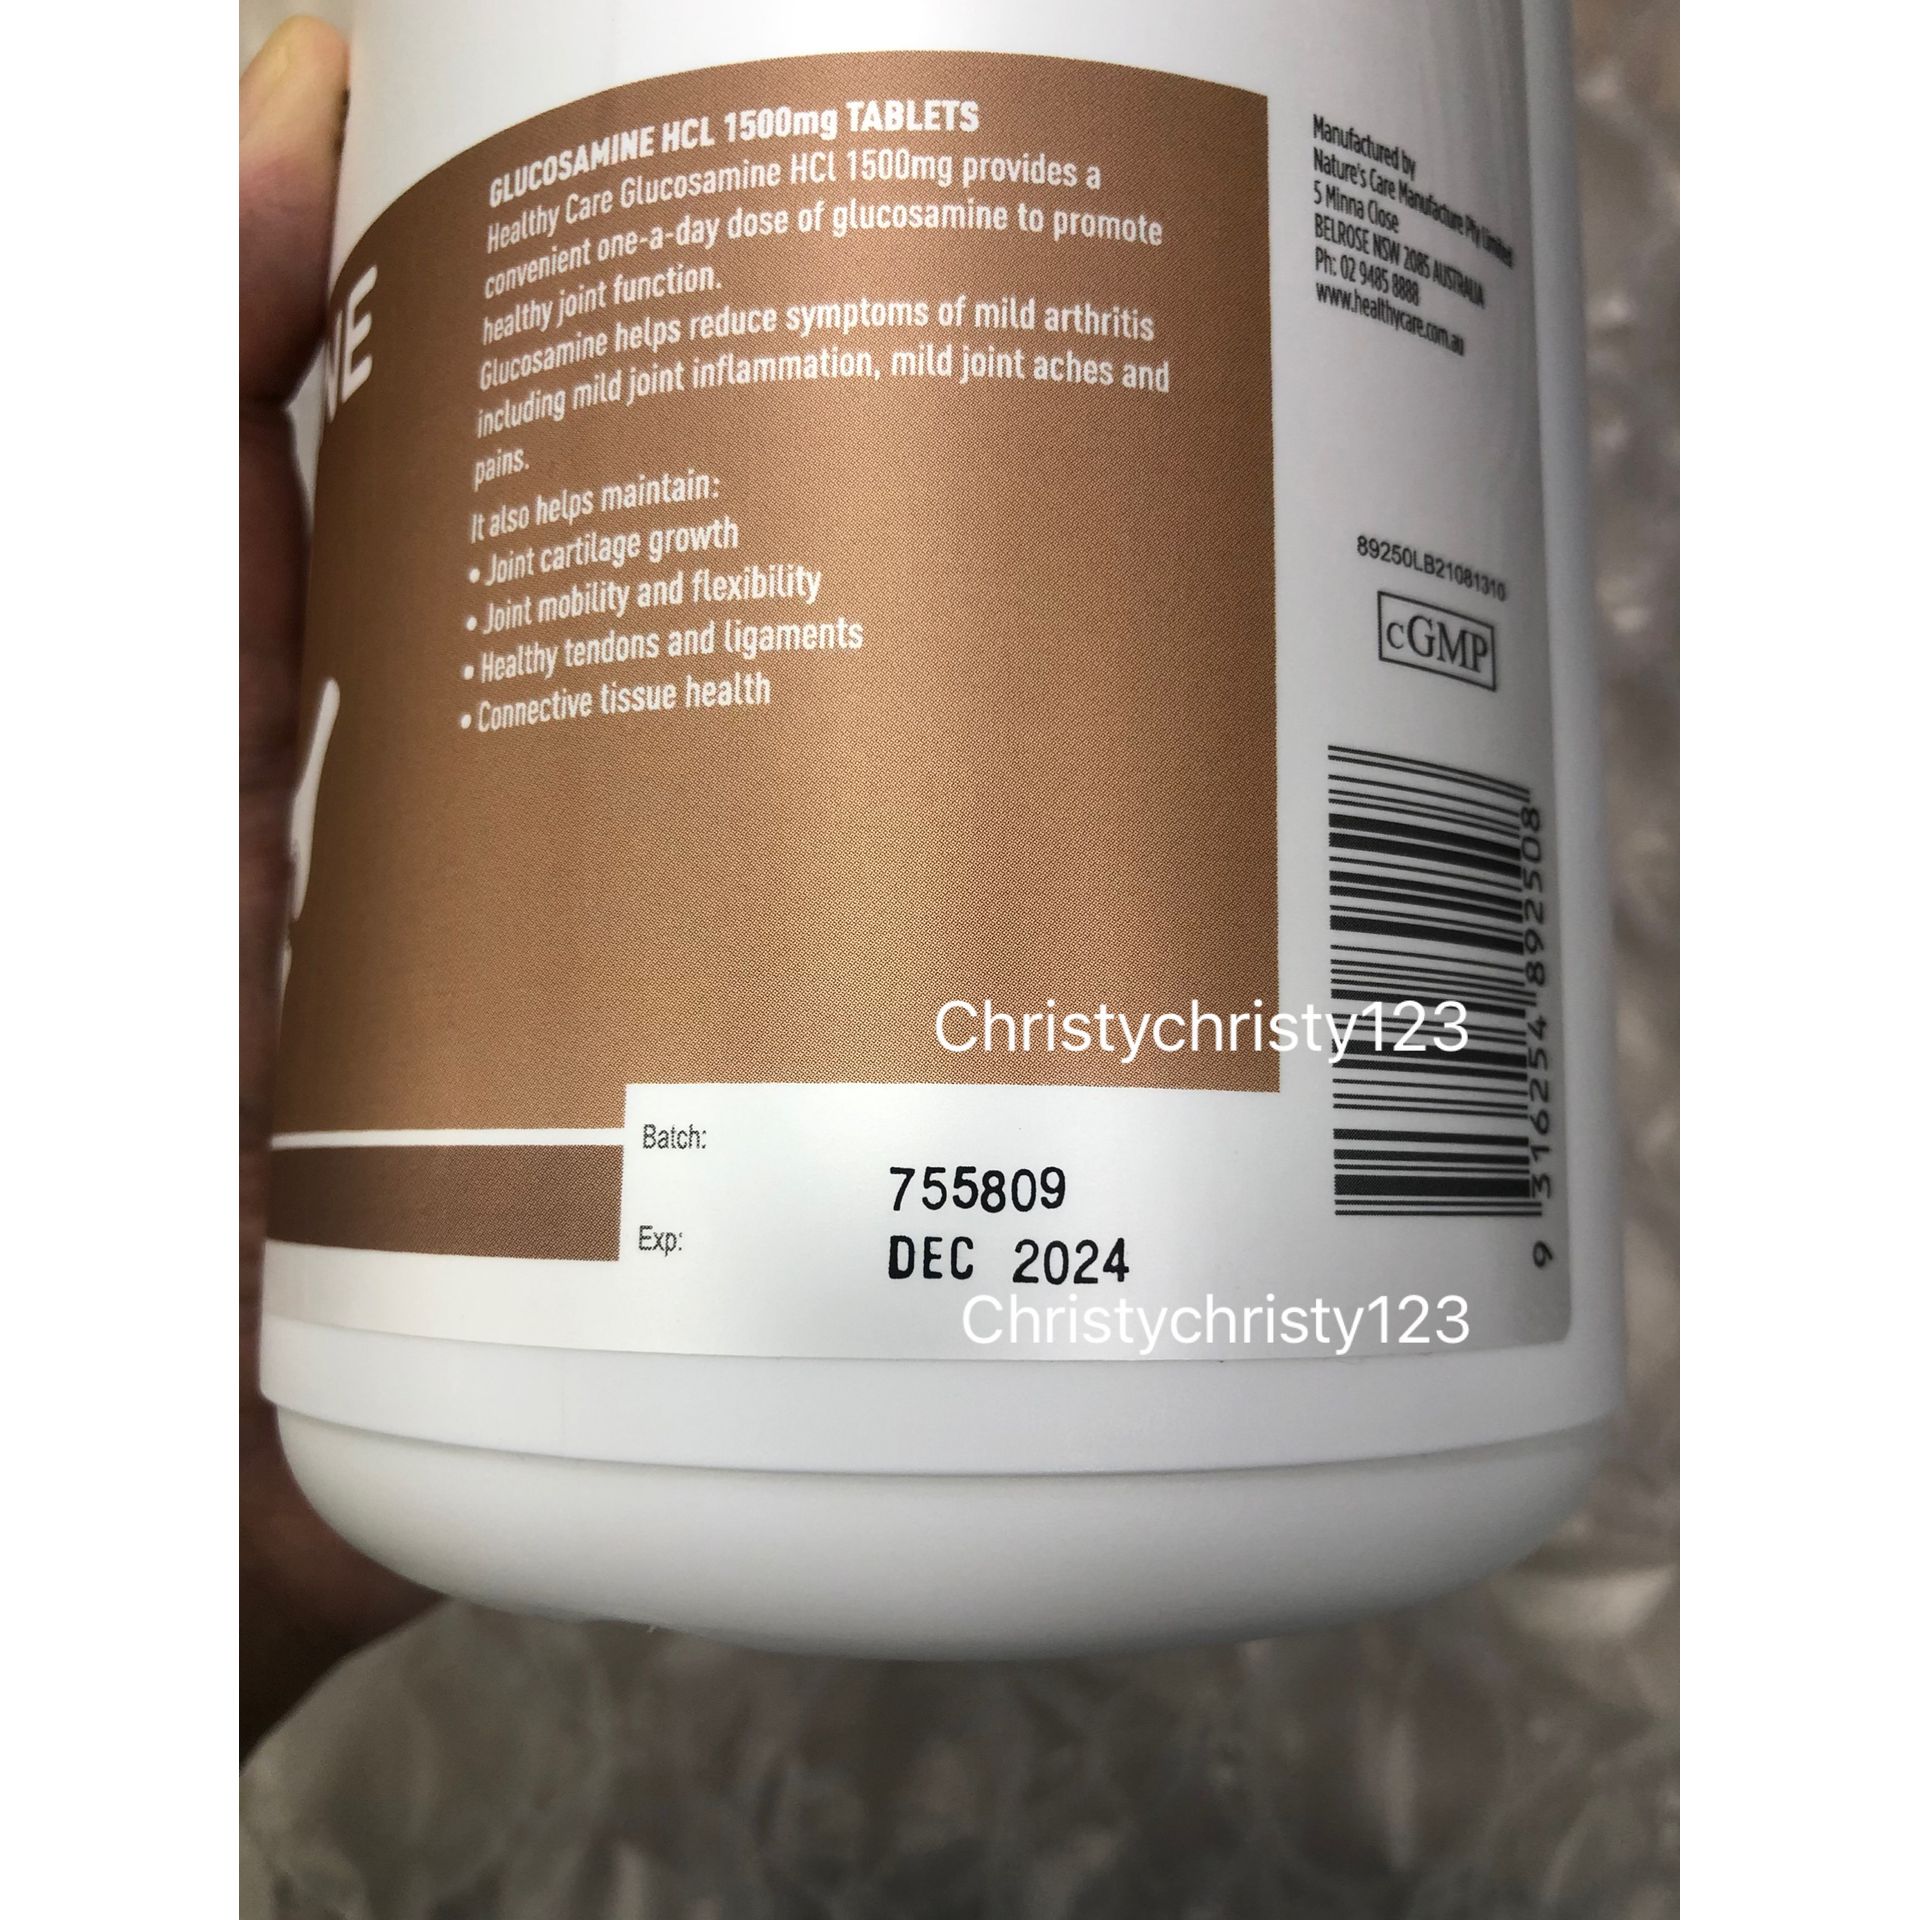 NE
GLUCOSAMINE HCL 1500mg TABLETS
Healthy Care Glucosamine HCl 1500mg provides a
convenient one-a-day dose of glucosamine to promote
healthy joint function.
Glucosamine helps reduce symptoms of mild arthritis
including mild joint inflammation, mild joint aches and
pains.
It also helps maintain:
• Joint cartilage growth
• Joint mobility and flexibility
• Healthy tendons and ligaments
• Connective tissue health
Manufactured by
Nature's Care Manufacture Pty Limited
5 Minna Close
BELROSE NSW 2085 AUSTRALIA
Ph: 02 9485 8888
www.healthycare.com.au
89250LB21081310
cGMP
9 316254 892508
Christychristy123
Batch:
755809
Exp:
DEC 2024
Christychristy123